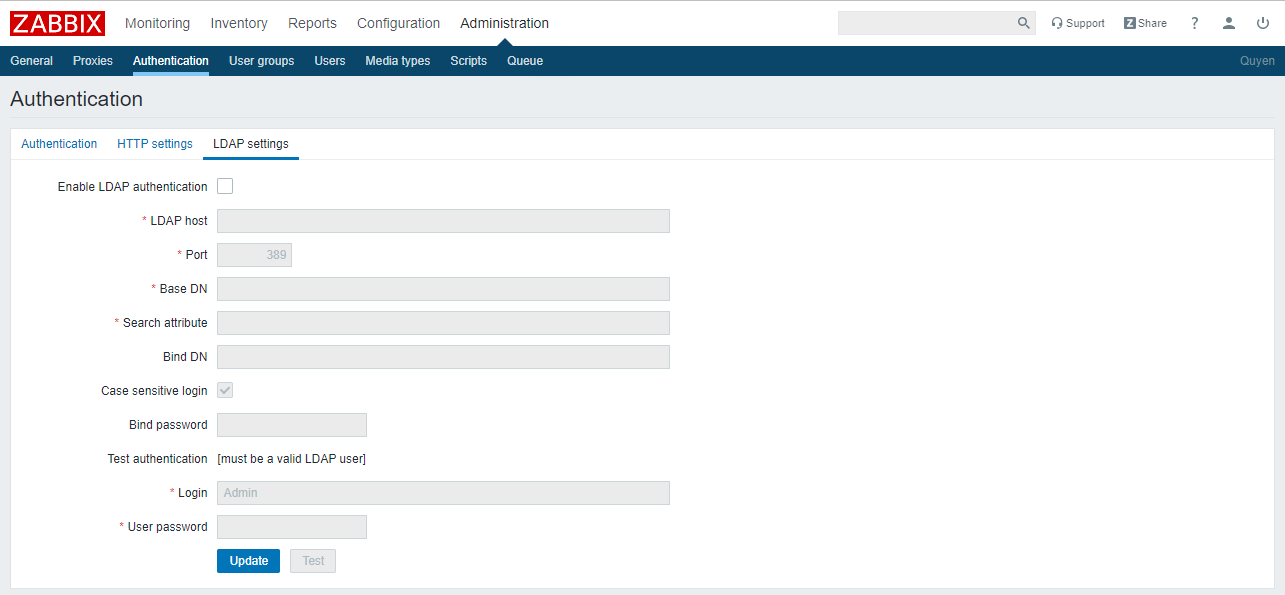 ZABBIX Monitoring Inventory Reports Configuration Administration Support Z Share ?
General Proxies Authentication User groups Users Media types Scripts Queue Quyen
Authentication
Authentication HTTP settings LDAP settings
Enable LDAP authentication
* LDAP host
* Port 389
* Base DN
* Search attribute
Bind DN
Case sensitive login
Bind password
Test authentication [must be a valid LDAP user]
* Login Admin
* User password
Update Test